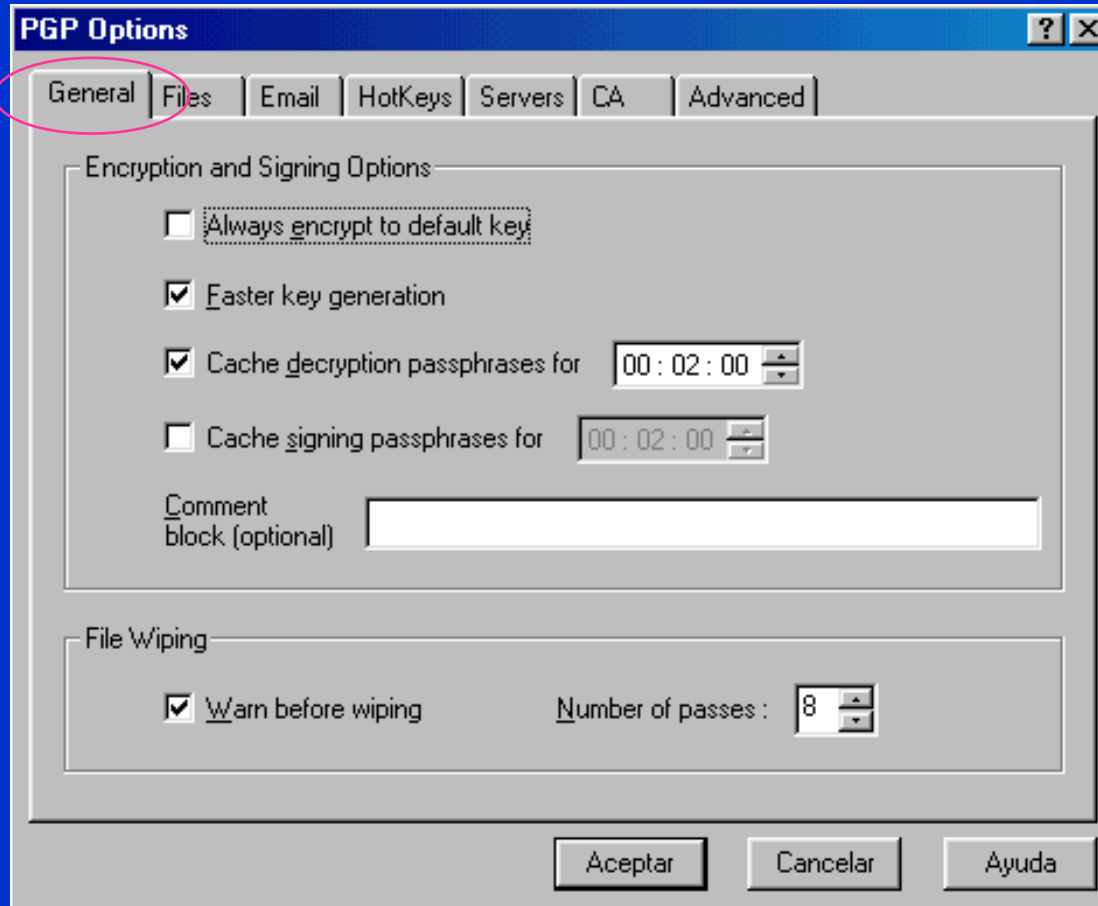 PGP Options
General Files Email HotKeys Servers CA Advanced
Encryption and Signing Options
Always encrypt to default key
Faster key generation
Cache decryption passphrases for 00 : 02 : 00
Cache signing passphrases for 00 : 02 : 00
Comment
block (optional)
File Wiping
Warn before wiping Number of passes : 8
Aceptar Cancelar Ayuda